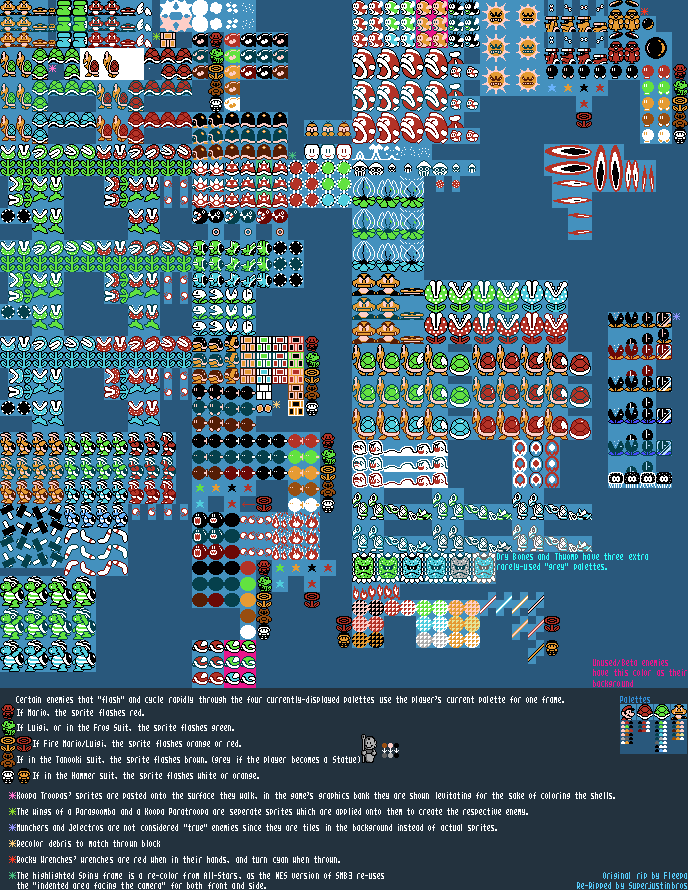 Dry Bones and Thwomp have three extra
rarely-used "grey" palettes.
Unused/Beta enemies
have this color as their
background
Certain enemies that "flash" and cycle rapidly through the four currently-displayed palettes use the player's current palette for one frame.
Palettes
If Mario, the sprite flashes red.
If Luigi, or in the Frog Suit, the sprite flashes green.
If Fire Mario/Luigi, the sprite flashes orange or red.
If in the Tanooki suit, the sprite flashes brown. (grey if the player becomes a Statue)
If in the Hammer suit, the sprite flashes white or orange.
*Koopa Troopas' sprites are pasted onto the surface they walk, in the game's graphics bank they are shown levitating for the sake of coloring the shells.
*The wings of a Paragoomba and a Koopa Paratroopa are seperate sprites which are applied onto them to create the respective enemy.
*Munchers and Jelectros are not considered "true" enemies since they are tiles in the background instead of actual sprites.
*Recolor debris to match thrown block
*Rocky Wrenches' wrenches are red when in their hands, and turn cyan when thrown.
*The highlighted Spiny frame is a re-color from All-Stars, as the NES version of SMB3 re-uses
the "indented area facing the camera" for both front and side.
Original rip by Fleepa
Re-Ripped by Superjustinbros